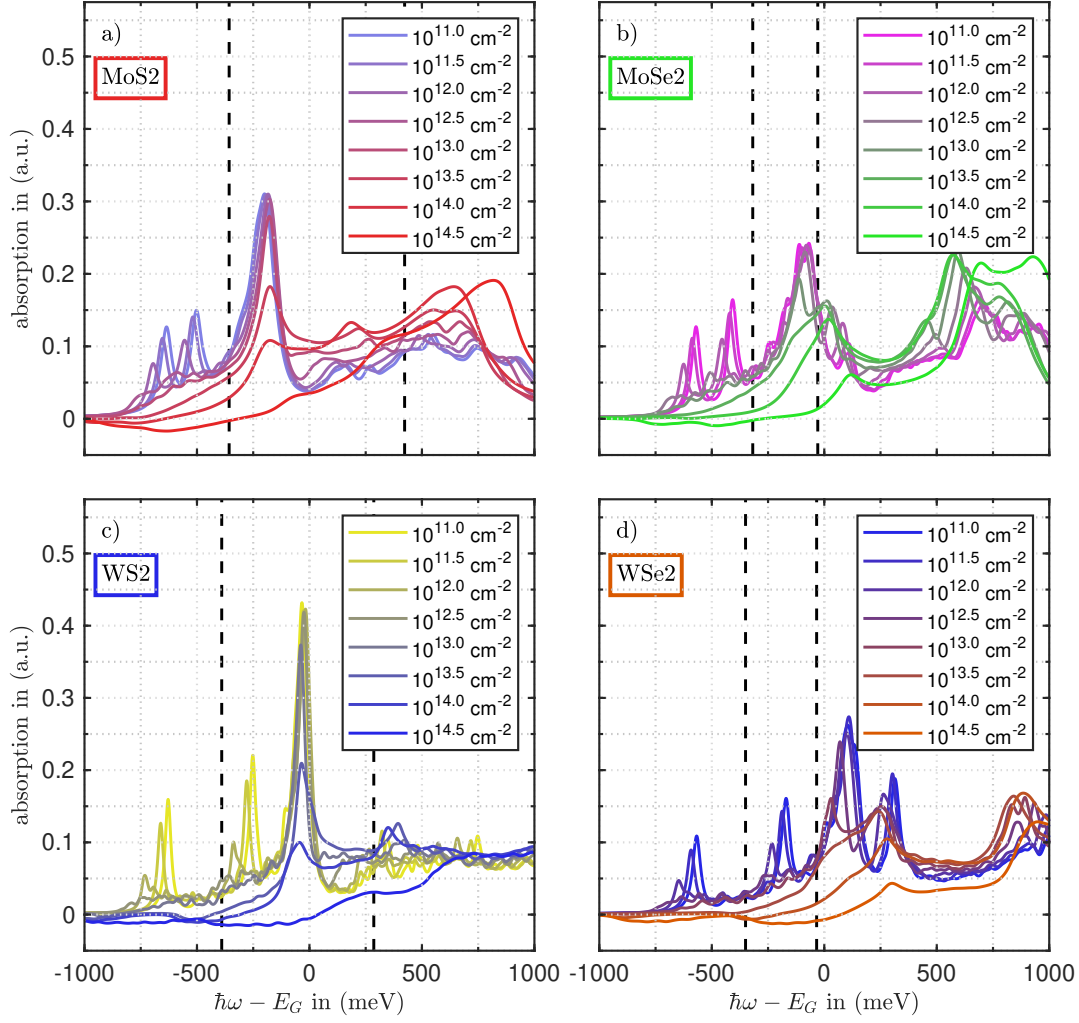 a)
MoS2
10^11.0 cm^-2
10^11.5 cm^-2
10^12.0 cm^-2
10^12.5 cm^-2
10^13.0 cm^-2
10^13.5 cm^-2
10^14.0 cm^-2
10^14.5 cm^-2
0.5
0.4
0.3
0.2
0.1
0
absorption in (a.u.)
b)
MoSe2
10^11.0 cm^-2
10^11.5 cm^-2
10^12.0 cm^-2
10^12.5 cm^-2
10^13.0 cm^-2
10^13.5 cm^-2
10^14.0 cm^-2
10^14.5 cm^-2
c)
WS2
10^11.0 cm^-2
10^11.5 cm^-2
10^12.0 cm^-2
10^12.5 cm^-2
10^13.0 cm^-2
10^13.5 cm^-2
10^14.0 cm^-2
10^14.5 cm^-2
0.5
0.4
0.3
0.2
0.1
0
absorption in (a.u.)
-1000 -500 0 500 1000
ħω − E_G in (meV)
d)
WSe2
10^11.0 cm^-2
10^11.5 cm^-2
10^12.0 cm^-2
10^12.5 cm^-2
10^13.0 cm^-2
10^13.5 cm^-2
10^14.0 cm^-2
10^14.5 cm^-2
-500 0 500 1000
ħω − E_G in (meV)